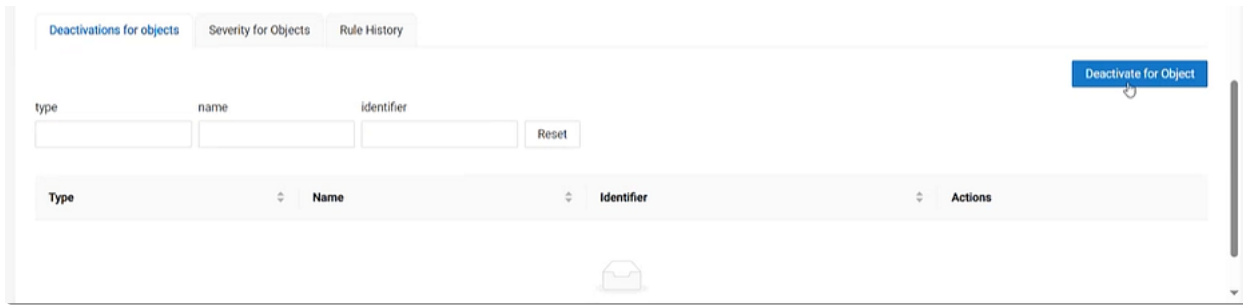 Deactivations for objects Severity for Objects Rule History
Deactivate for Object
type name identifier
Reset
Type Name Identifier Actions